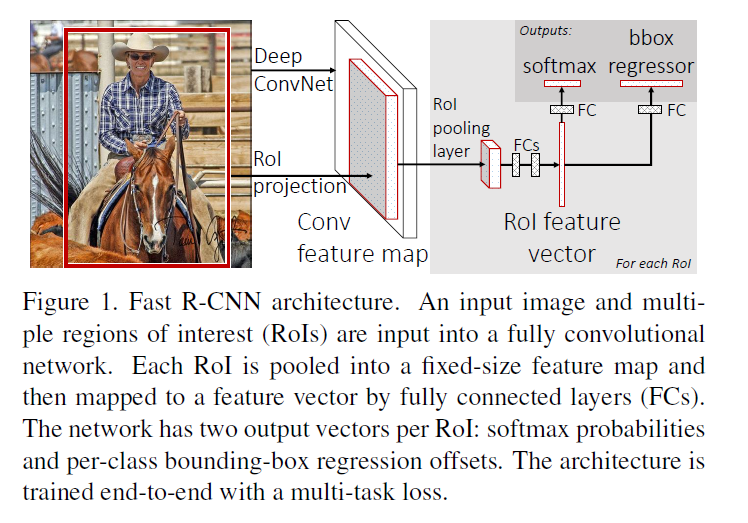 Outputs:
bbox
softmax regressor
Deep
ConvNet
FC
FC
RoI
pooling
layer
FCs
RoI
projection
Conv
feature map
RoI feature
vector
For each RoI
Figure 1. Fast R-CNN architecture. An input image and multi-
ple regions of interest (RoIs) are input into a fully convolutional
network. Each RoI is pooled into a fixed-size feature map and
then mapped to a feature vector by fully connected layers (FCs).
The network has two output vectors per RoI: softmax probabilities
and per-class bounding-box regression offsets. The architecture is
trained end-to-end with a multi-task loss.